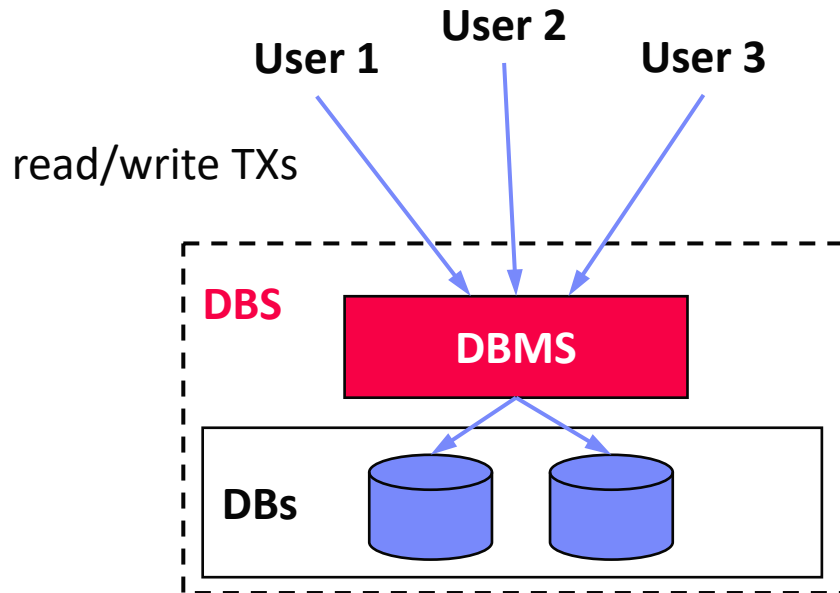 User 1
User 2
User 3
read/write TXs
DBS
DBMS
DBs